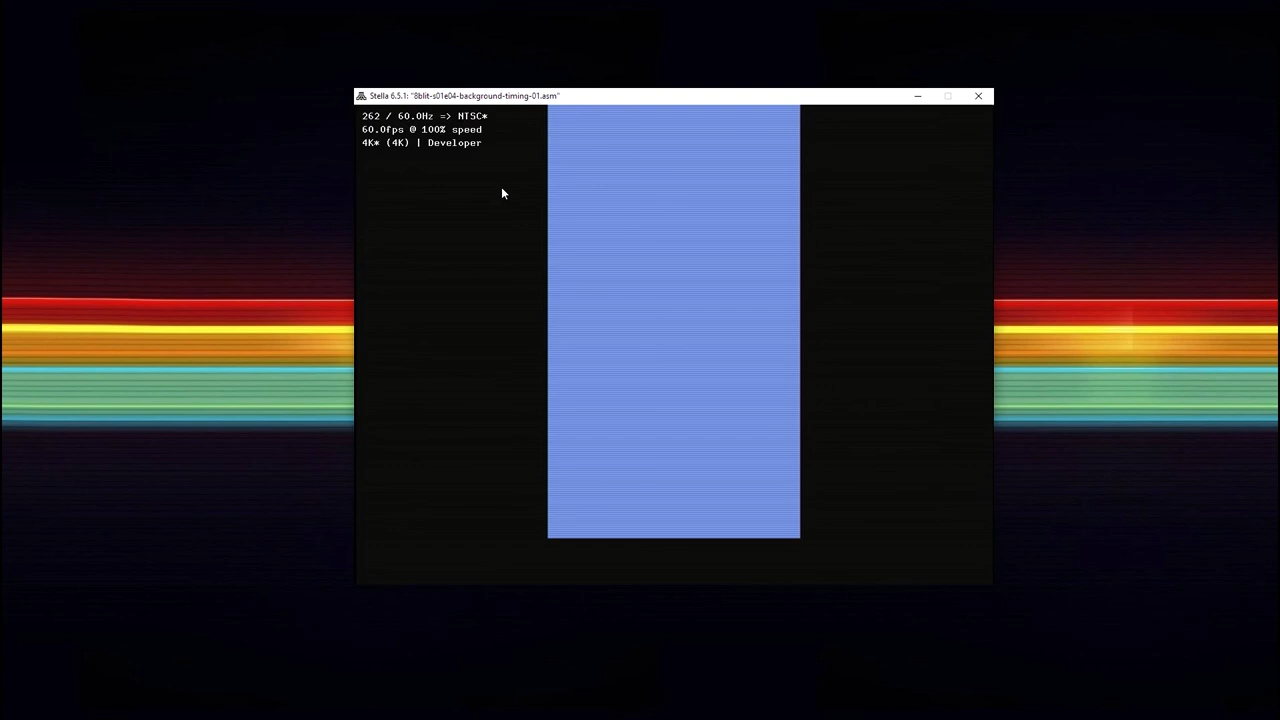 Stella 6.5.1: "8blit-s01e04-background-timing-01.asm"
262 / 60.0Hz => NTSC*
60.0fps @ 100% speed
4K* (4K) | Developer